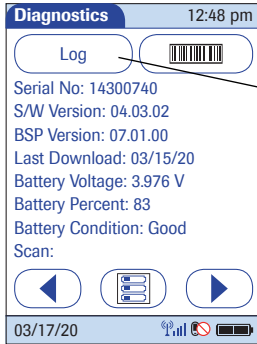 Diagnostics 12:48 pm
Log
Serial No: 14300740
S/W Version: 04.03.02
BSP Version: 07.01.00
Last Download: 03/15/20
Battery Voltage: 3.976 V
Battery Percent: 83
Battery Condition: Good
Scan:
03/17/20